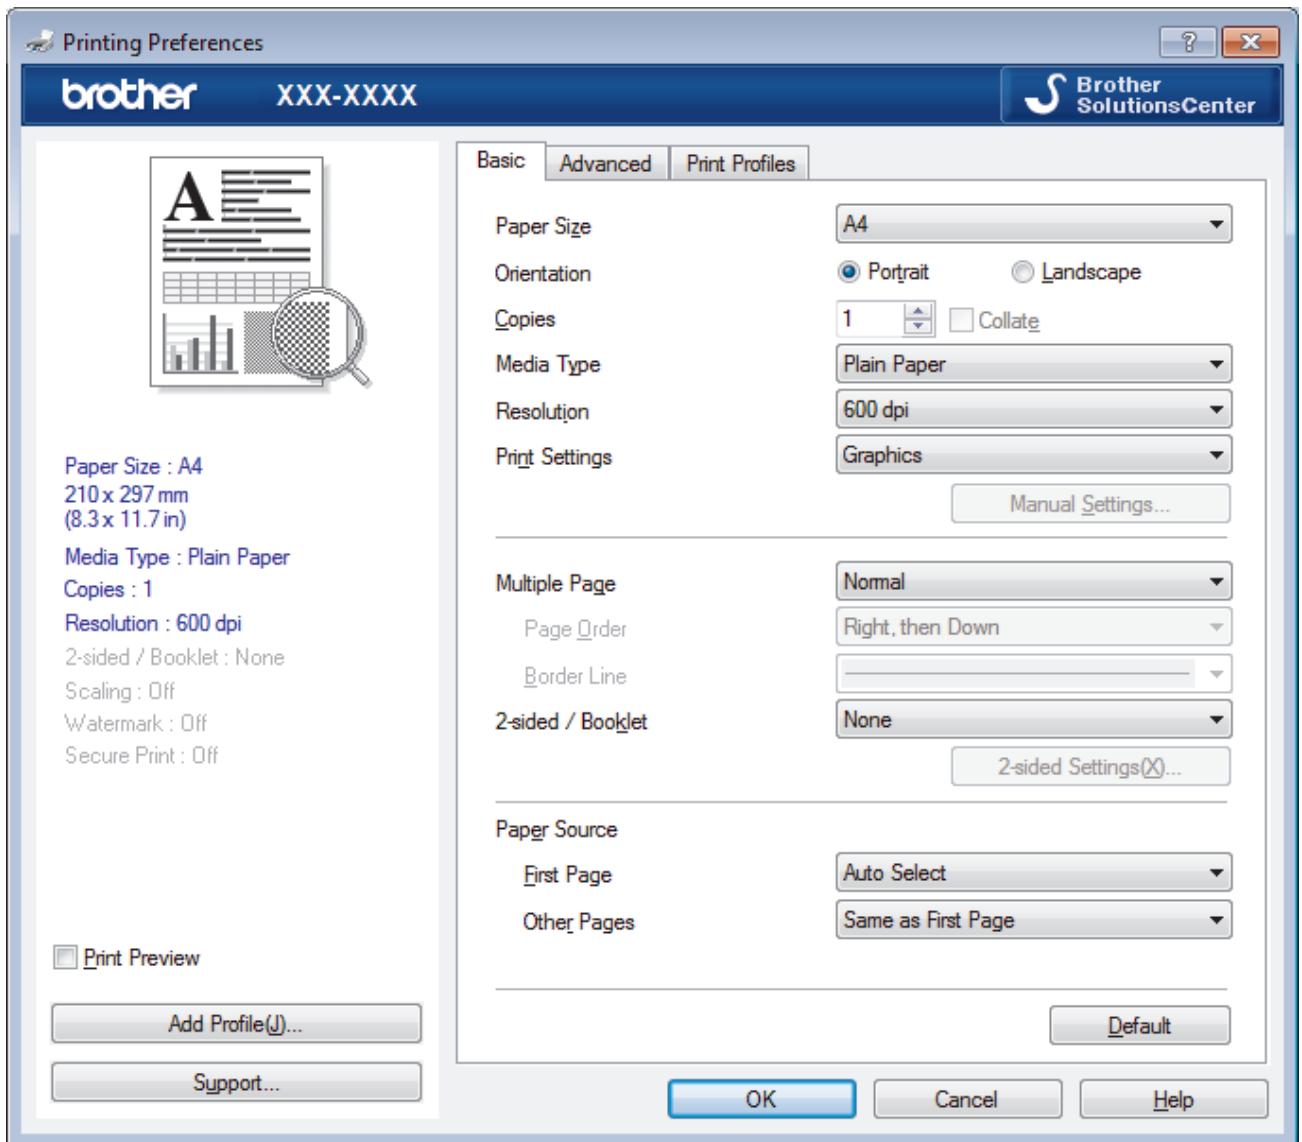 Printing Preferences
?
brother XXX-XXXX Brother SolutionsCenter
Basic Advanced Print Profiles
A
Paper Size A4
Orientation Portrait Landscape
Copies 1 Collate
Media Type Plain Paper
Resolution 600 dpi
Print Settings Graphics
Manual Settings...
Multiple Page Normal
Page Order Right, then Down
Border Line
2-sided / Booklet None
2-sided Settings(X)...
Paper Source
First Page Auto Select
Other Pages Same as First Page
Default
Paper Size : A4
210 x 297 mm
(8.3 x 11.7 in)
Media Type : Plain Paper
Copies : 1
Resolution : 600 dpi
2-sided / Booklet : None
Scaling : Off
Watermark : Off
Secure Print : Off
Print Preview
Add Profile(J)...
Support...
OK Cancel Help